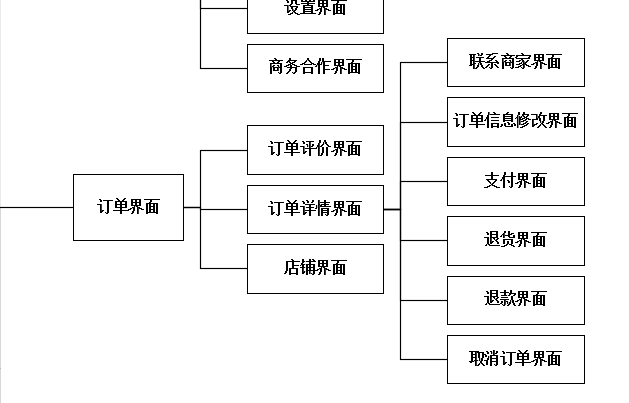 设置界面
商务合作界面
联系商家界面
订单信息修改界面
订单评价界面
支付界面
订单界面
订单详情界面
退货界面
店铺界面
退款界面
取消订单界面